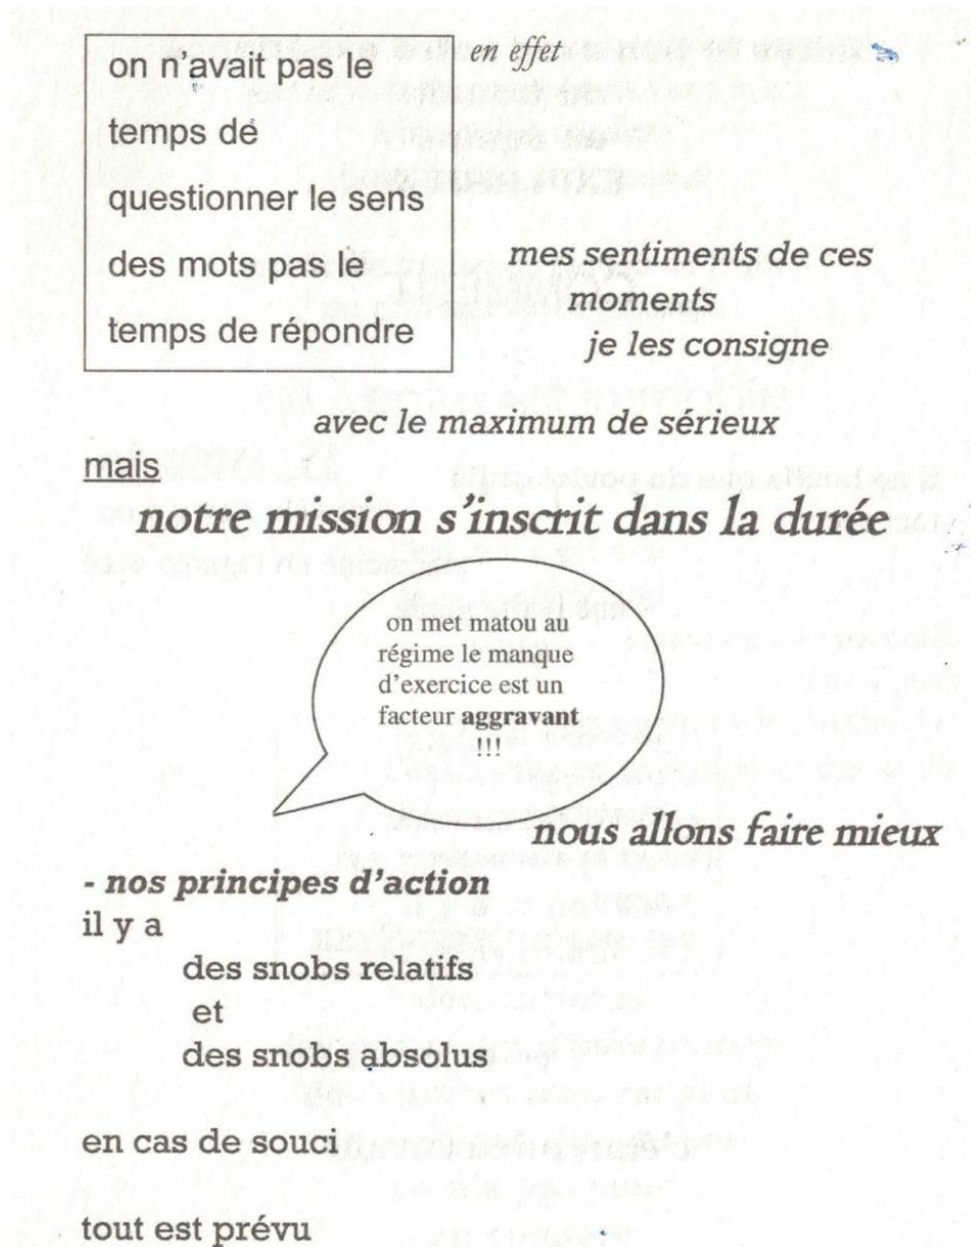 on n'avait pas le
temps de
questionner le sens
des mots pas le
temps de répondre
en effet
mes sentiments de ces
moments
je les consigne
avec le maximum de sérieux
mais
notre mission s'inscrit dans la durée
on met matou au
régime le manque
d'exercice est un
facteur aggravant
!!!
nous allons faire mieux
- nos principes d'action
il y a
des snobs relatifs
et
des snobs absolus
en cas de souci
tout est prévu